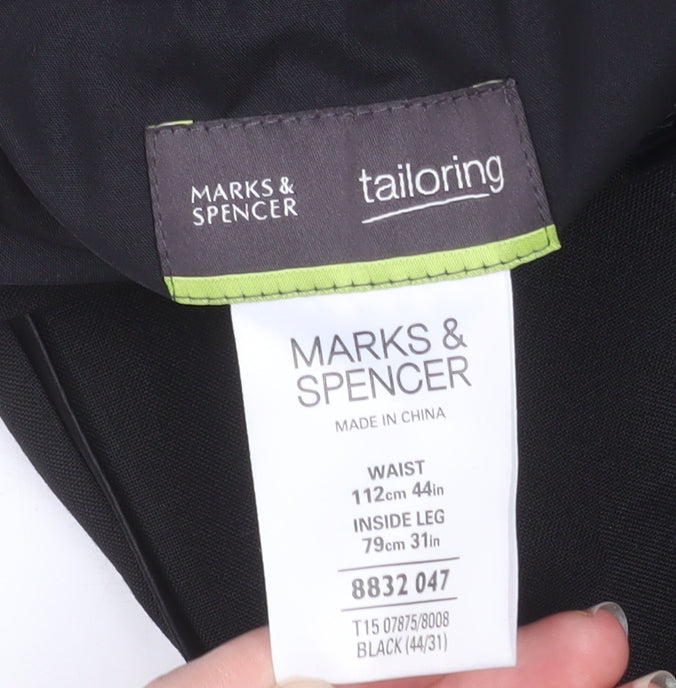 MARKS &
SPENCER
tailoring
MARKS &
SPENCER
MADE IN CHINA
WAIST
112cm 44in
INSIDE LEG
79cm 31in
8832 047
T15 07875/8008
BLACK (44/31)